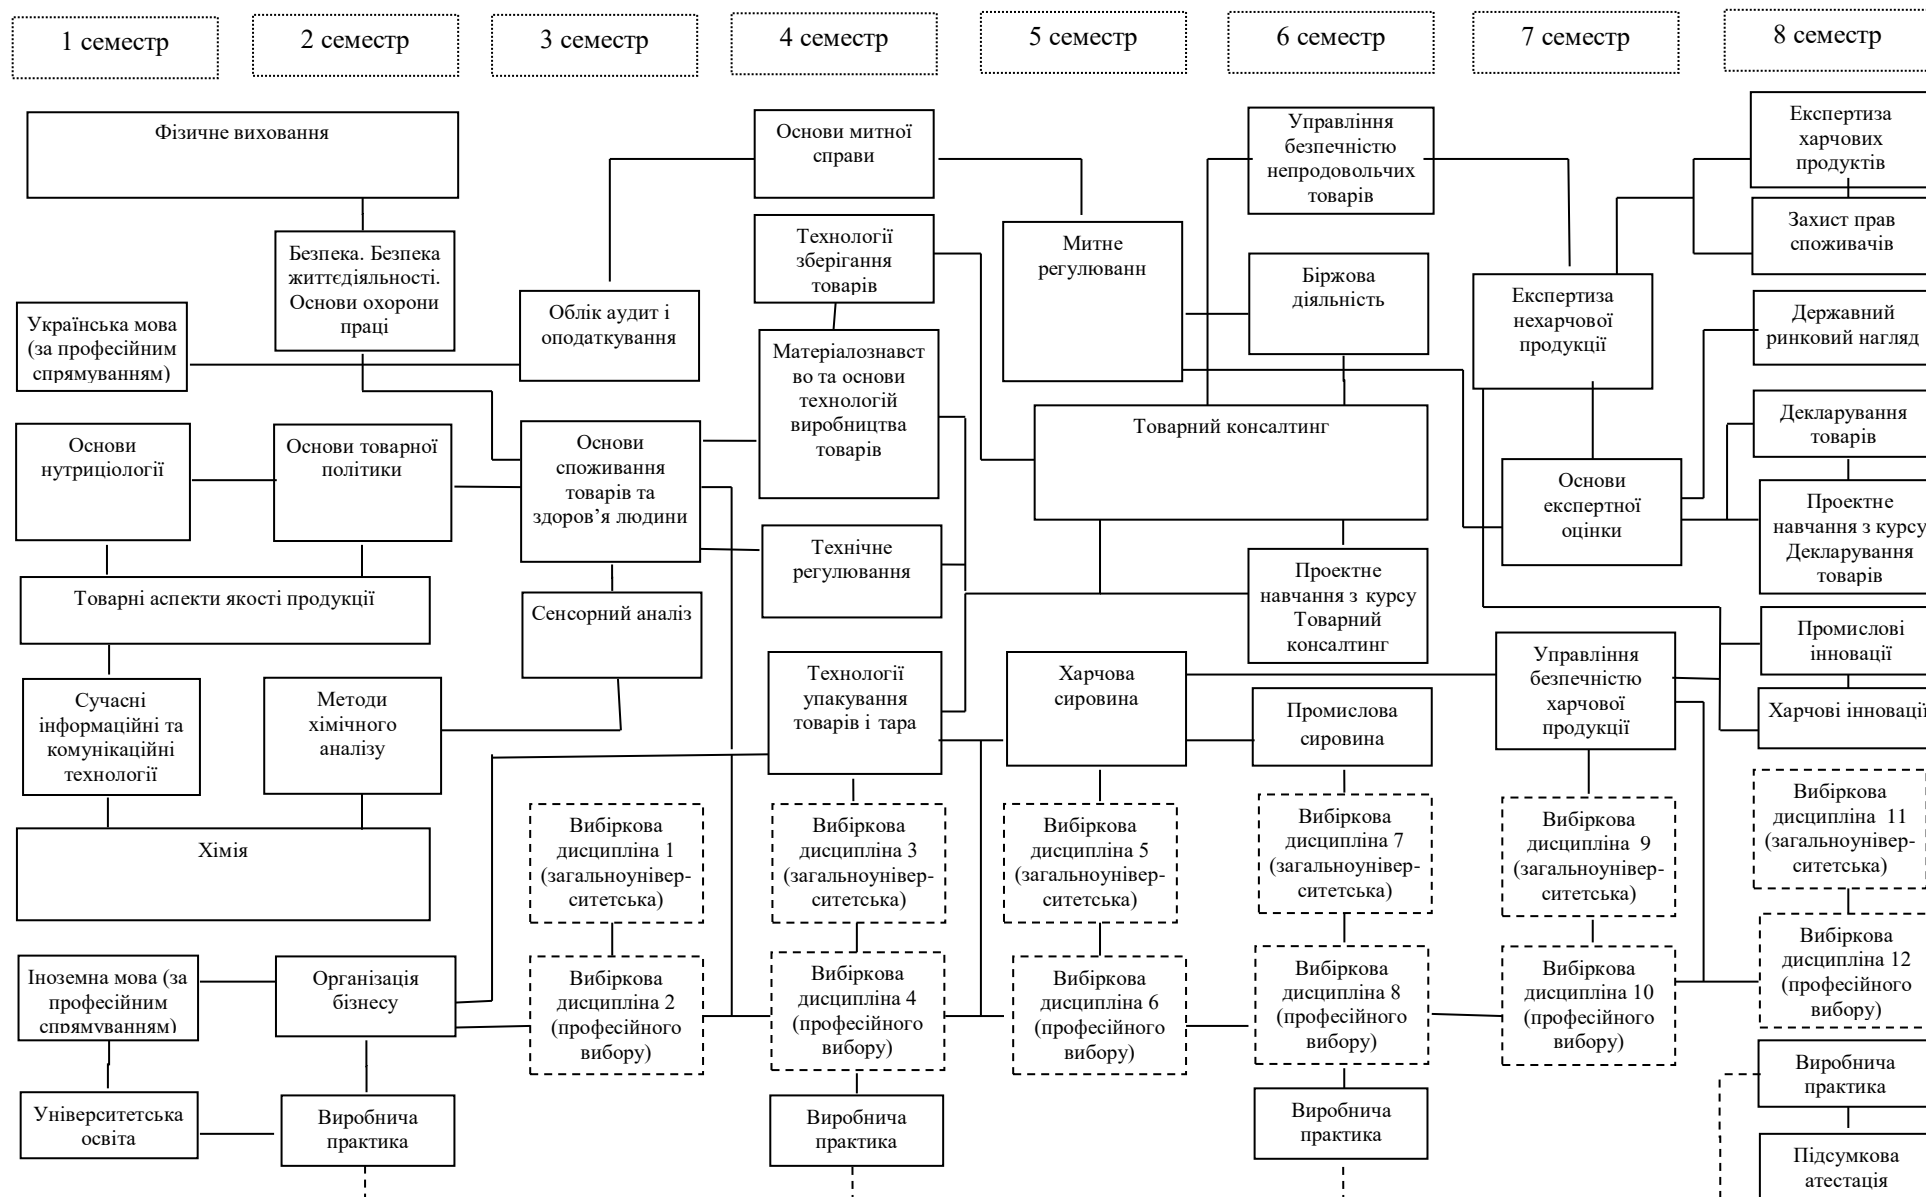 1 семестр
2 семестр
3 семестр
4 семестр
5 семестр
6 семестр
7 семестр
8 семестр
Фізичне виховання
Безпека. Безпека
життєдіяльності.
Основи охорони
праці
Українська мова
(за професійним
спрямуванням)
Основи
нутриціології
Основи товарної
політики
Товарні аспекти якості продукції
Сучасні
інформаційні та
комунікаційні
технології
Методи
хімічного
аналізу
Хімія
Іноземна мова (за
професійним
спрямуванням)
Організація
бізнесу
Університетська
освіта
Виробнича
практика
Облік аудит і
оподаткування
Основи
споживання
товарів та
здоров’я людини
Сенсорний аналіз
Вибіркова
дисципліна 1
(загальноунівер-
ситетська)
Вибіркова
дисципліна 2
(професійного
вибору)
Основи митної
справи
Технології
зберігання
товарів
Матеріалознавст
во та основи
технологій
виробництва
товарів
Технічне
регулювання
Технології
упакування
товарів і тара
Вибіркова
дисципліна 3
(загальноунівер-
ситетська)
Вибіркова
дисципліна 4
(професійного
вибору)
Виробнича
практика
Митне
регулюванн
Товарний консалтинг
Харчова
сировина
Вибіркова
дисципліна 5
(загальноунівер-
ситетська)
Вибіркова
дисципліна 6
(професійного
вибору)
Управління
безпечністю
непродовольчих
товарів
Біржова
діяльність
Проектне
навчання з курсу
Товарний
консалтинг
Промислова
сировина
Вибіркова
дисципліна 7
(загальноунівер-
ситетська)
Вибіркова
дисципліна 8
(професійного
вибору)
Виробнича
практика
Експертиза
нехарчової
продукції
Основи
експертної
оцінки
Управління
безпечністю
харчової
продукції
Вибіркова
дисципліна 9
(загальноунівер-
ситетська)
Вибіркова
дисципліна 10
(професійного
вибору)
Експертиза
харчових
продуктів
Захист прав
споживачів
Державний
ринковий нагляд
Декларування
товарів
Проектне
навчання з курсу
Декларування
товарів
Промислові
інновації
Харчові інновації
Вибіркова
дисципліна 11
(загальноунівер-
ситетська)
Вибіркова
дисципліна 12
(професійного
вибору)
Виробнича
практика
Підсумкова
атестація